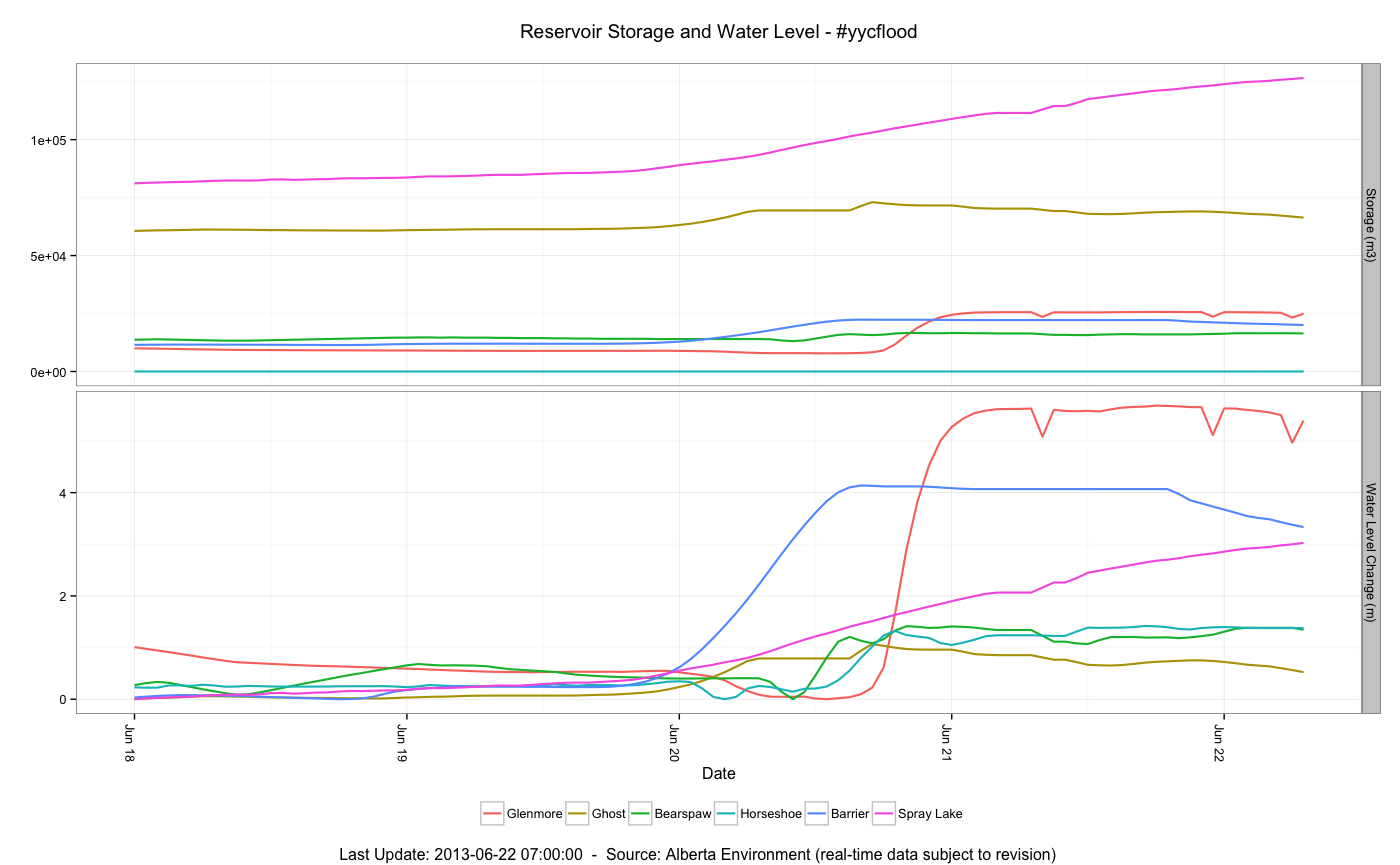 Reservoir Storage and Water Level - #yycflood
1e+05
5e+04
0e+00
Storage (m3)
4
2
0
Water Level Change (m)
Jun 18
Jun 19
Jun 20
Jun 21
Jun 22
Date
Glenmore Ghost Bearspaw Horseshoe Barrier Spray Lake
Last Update: 2013-06-22 07:00:00 - Source: Alberta Environment (real-time data subject to revision)